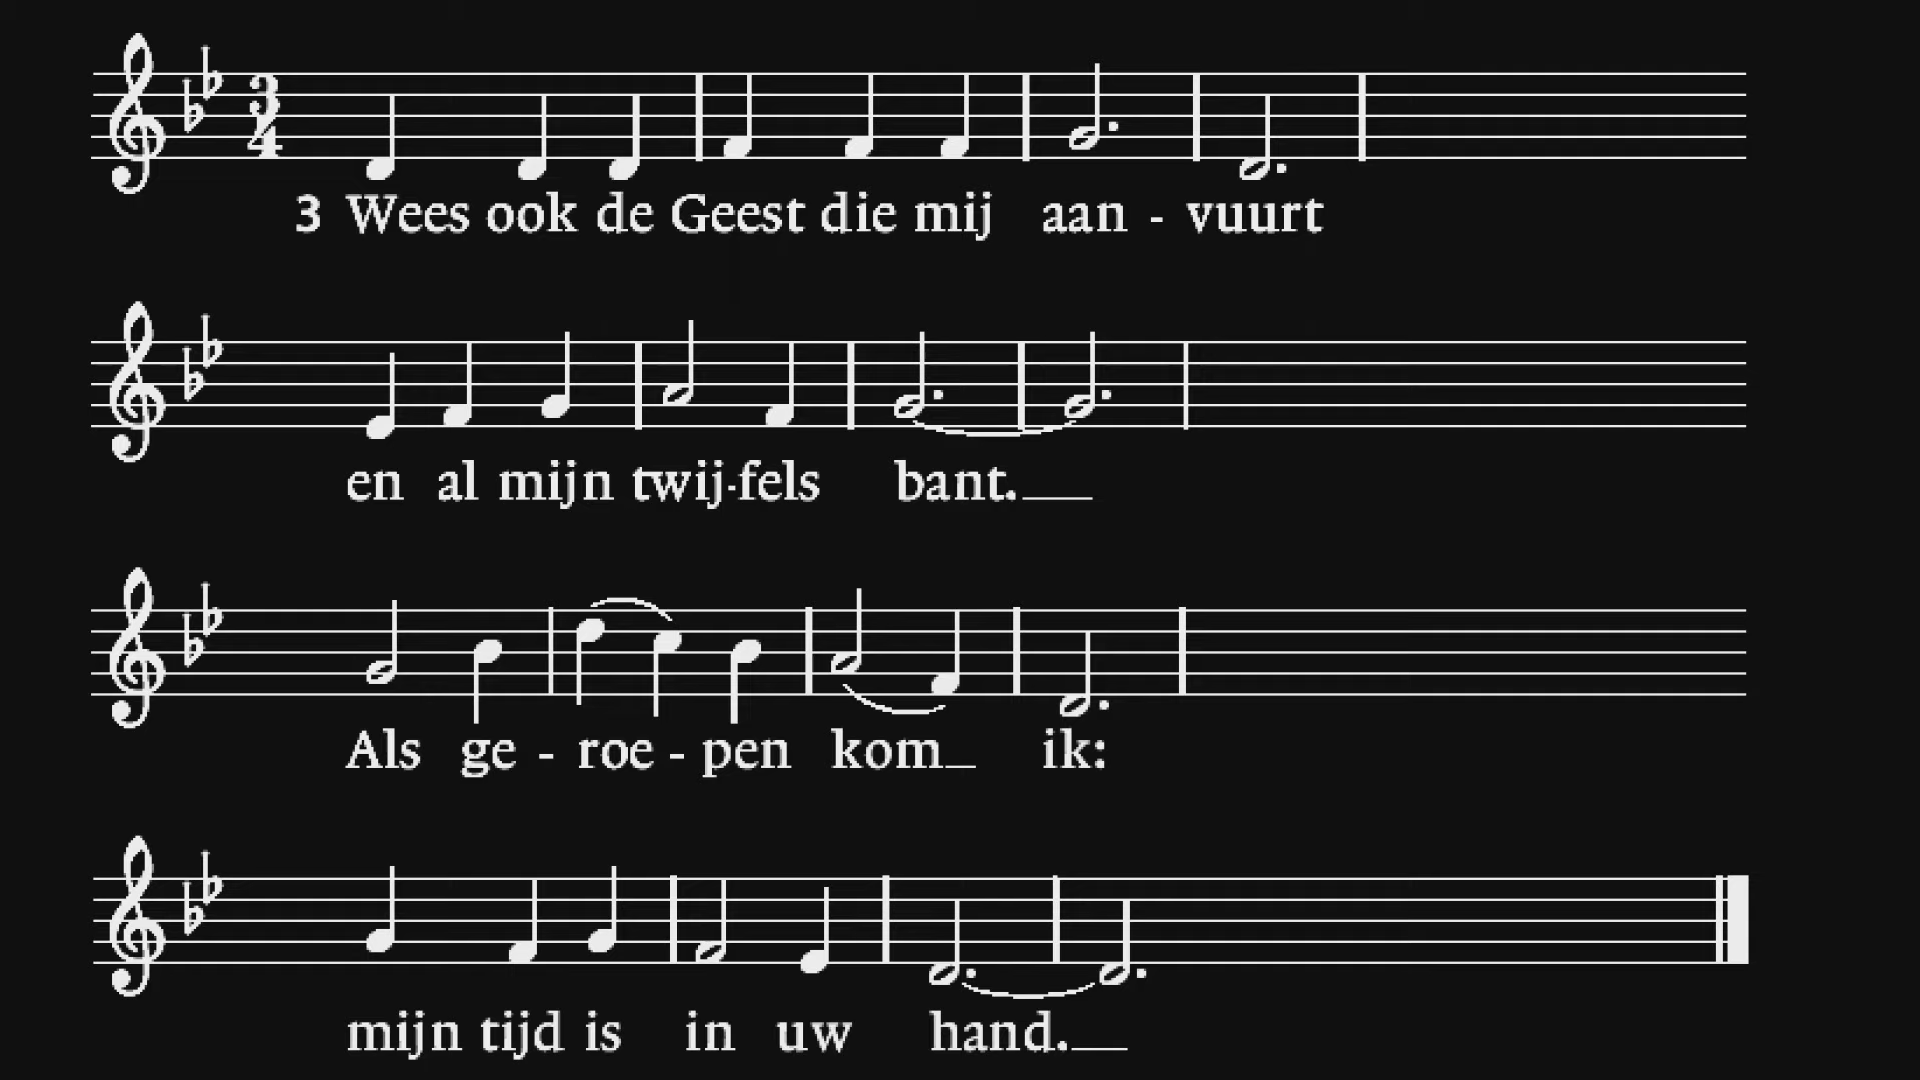 3 Wees ook de Geest die mij aan - vuurt
en al mijn twij-fels bant.
Als ge - roe - pen kom ik:
mijn tijd is in uw hand.